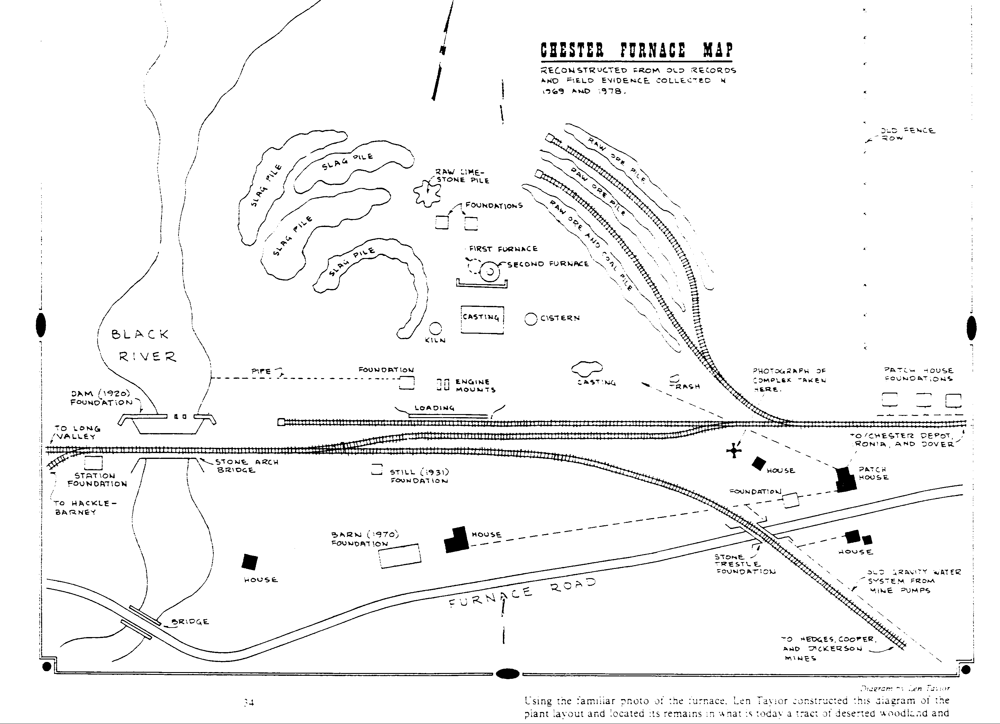 CHESTER FURNACE MAP
RECONSTRUCTED FROM OLD RECORDS
AND FIELD EVIDENCE COLLECTED N
1969 AND 1978.
OLD FENCE
ROW
RAW ORE PILE
RAW ORE PILE
RAW ORE AND COAL PILE
SLAG PILE
SLAG PILE
SLAG PILE
SLAG PILE
RAW LIME-
STONE PILE
FOUNDATIONS
FIRST FURNACE
SECOND FURNACE
CASTING
CISTERN
KILN
BLACK
RIVER
PIPE
FOUNDATION
ENGINE
MOUNTS
CASTING
TRASH
PHOTOGRAPH OF
COMPLEX TAKEN
HERE.
PATCH HOUSE
FOUNDATIONS
DAM (1920)
FOUNDATION
LOADING
TO LONG
VALLEY
TO CHESTER DEPOT,
RONIA, AND DOVER
STONE ARCH
BRIDGE
STATION
FOUNDATION
STILL (1931)
FOUNDATION
HOUSE
PATCH
HOUSE
FOUNDATION
TO HACKLE-
BARNEY
BARN (1970)
FOUNDATION
HOUSE
HOUSE
HOUSE
STONE
TRESTLE
FOUNDATION
OLD GRAVITY WATER
SYSTEM FROM
MINE PUMPS
FURNACE ROAD
BRIDGE
TO HEDGES, COOPER,
AND DICKERSON
MINES
Diagram by Len Taylor
34
Using the familiar photo of the furnace, Len Taylor constructed this diagram of the
plant layout and located its remains in what is today a tract of deserted woodland and